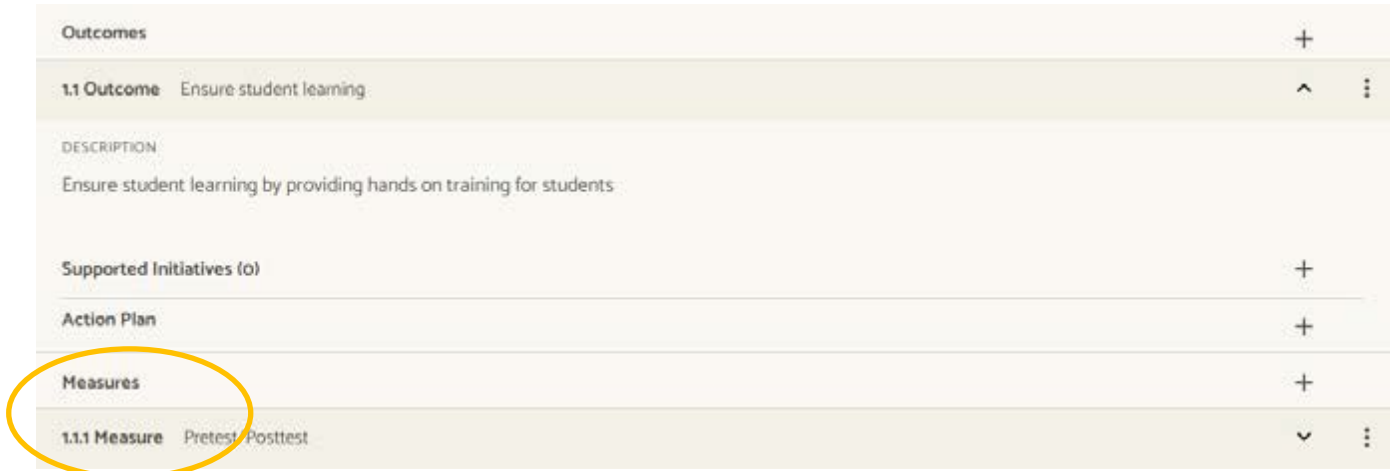 Outcomes
1.1 Outcome Ensure student learning
DESCRIPTION
Ensure student learning by providing hands on training for students
Supported Initiatives (0)
Action Plan
Measures
1.1.1 Measure Pretest/Posttest